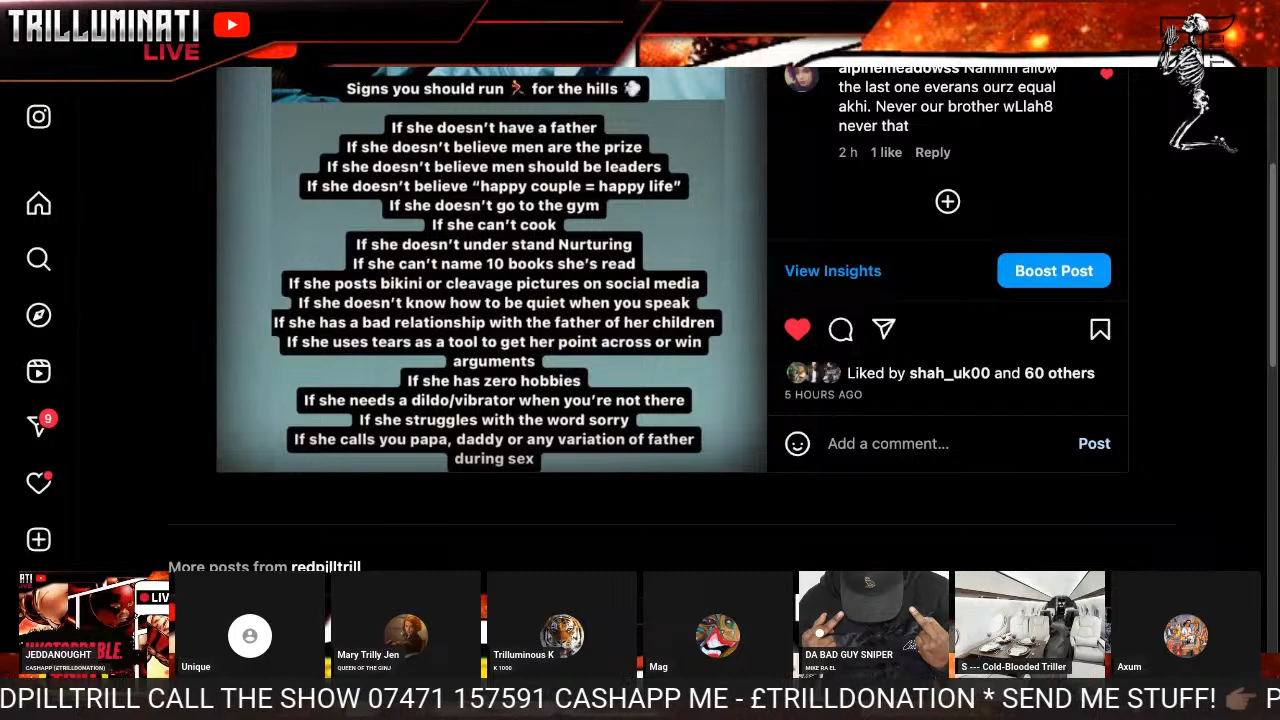 TRILLUMINATI
LIVE
Signs you should run 🏃 for the hills 💨
If she doesn't have a father
If she doesn't believe men are the prize
If she doesn't believe men should be leaders
If she doesn't believe "happy couple = happy life"
If she doesn't go to the gym
If she can't cook
If she doesn't under stand Nurturing
If she can't name 10 books she's read
If she posts bikini or cleavage pictures on social media
If she doesn't know how to be quiet when you speak
If she has a bad relationship with the father of her children
If she uses tears as a tool to get her point across or win
arguments
If she has zero hobbies
If she needs a dildo/vibrator when you're not there
If she struggles with the word sorry
If she calls you papa, daddy or any variation of father
during sex
alpinemeadowss Nahhhh allow
the last one everans ourz equal
akhi. Never our brother wLlah8
never that
2 h 1 like Reply
View Insights
Boost Post
Liked by shah_uk00 and 60 others
5 HOURS AGO
Add a comment...
Post
9
More posts from redpilltrill
LIV
JEDDANOUGHT
CASHAPP (£TRILLDONATION)
Unique
Mary Trilly Jen
QUEEN OF THE GINU
Trilluminous K
K 1000
Mag
DA BAD GUY SNIPER
MIKE RA EL
S --- Cold-Blooded Triller
Axum
DPILLTRILL CALL THE SHOW 07471 157591 CASHAPP ME - £TRILLDONATION * SEND ME STUFF! 👉🏾 P